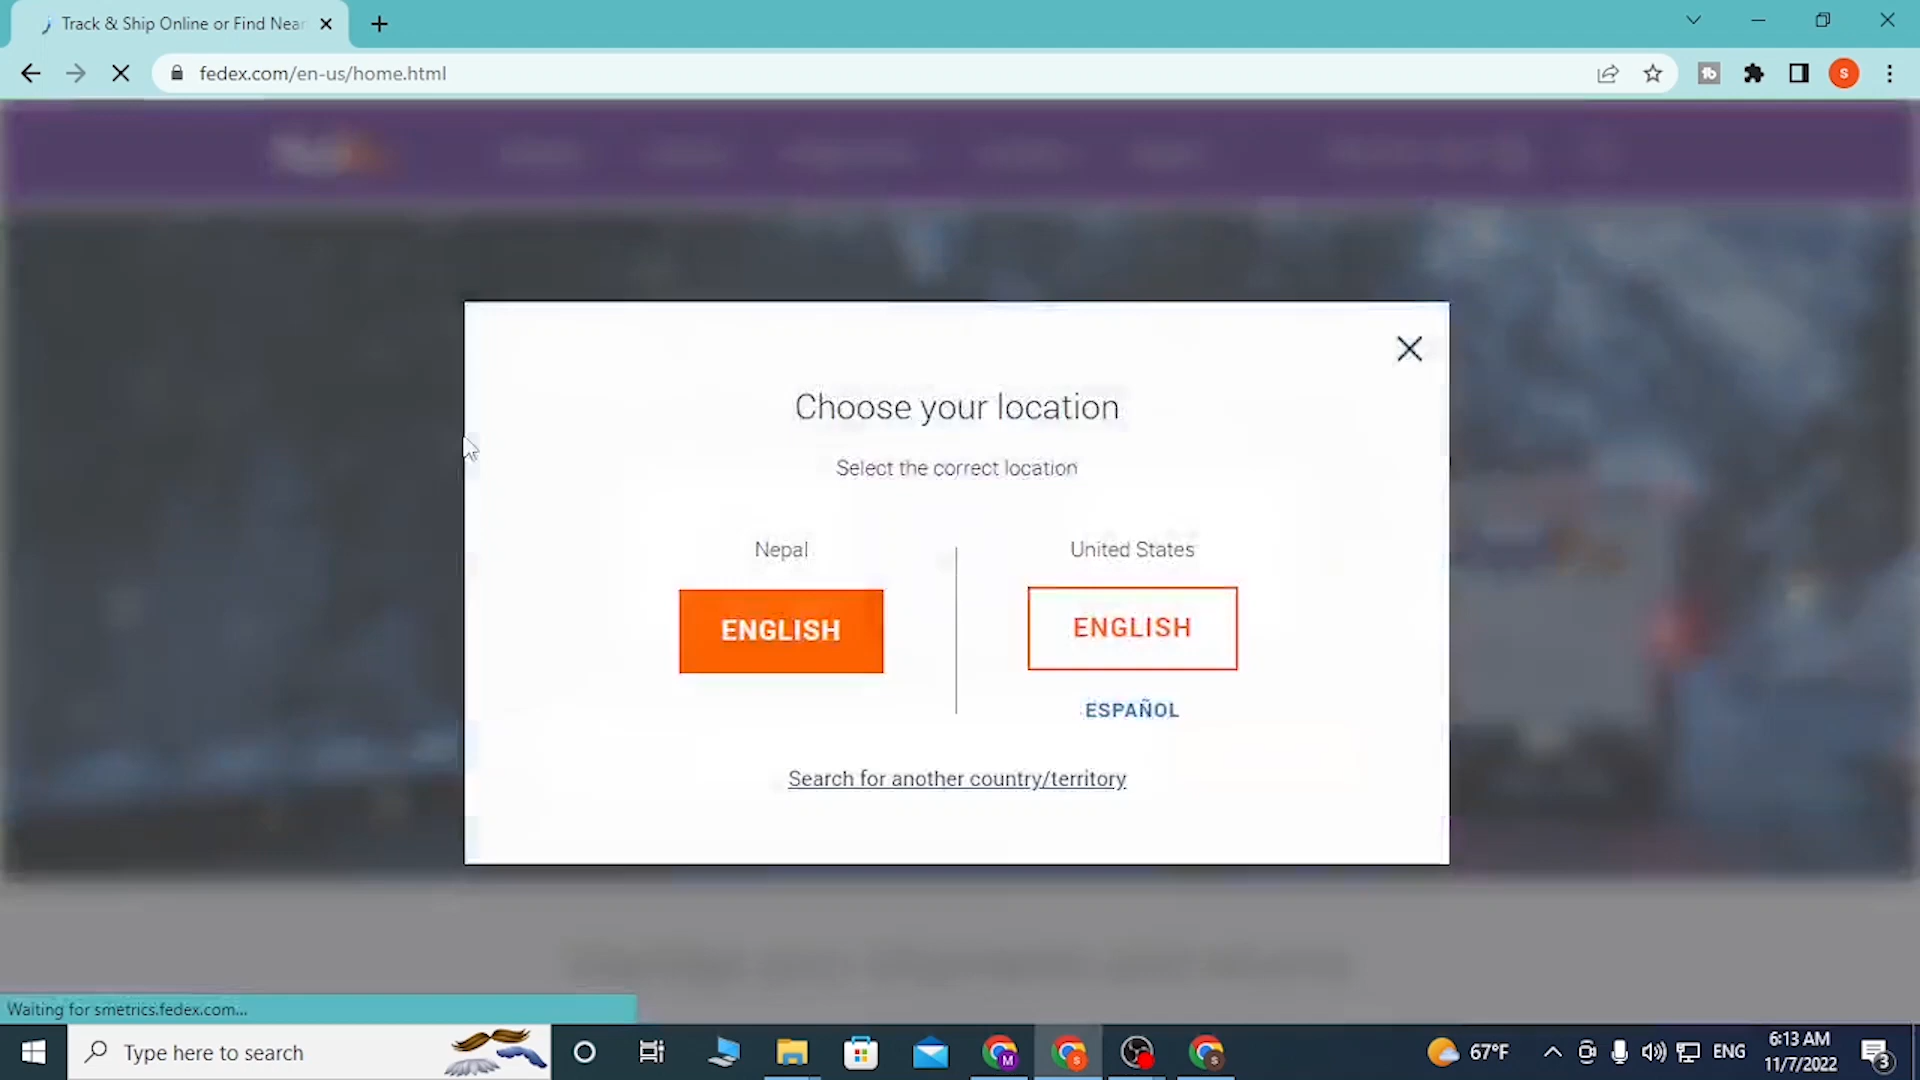 Track & Ship Online or Find Near
fedex.com/en-us/home.html
S
Choose your location
Select the correct location
Nepal
United States
ENGLISH
ENGLISH
ESPAÑOL
Search for another country/territory
Waiting for smetrics.fedex.com...
Type here to search
M
S
S
67°F
ENG
6:13 AM
11/7/2022
3